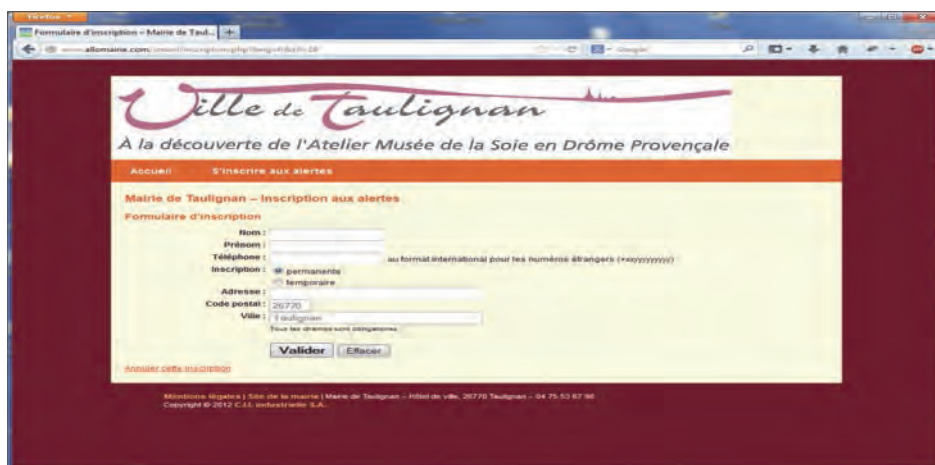 Firefox
Formulaire d'inscription – Mairie de Taul...
www.allomairie.com
Google
Ville de Taulignan
À la découverte de l'Atelier Musée de la Soie en Drôme Provençale
Accueil S'inscrire aux alertes
Mairie de Taulignan – Inscription aux alertes
Formulaire d'inscription
Nom :
Prénom :
Téléphone : au format international pour les numéros étrangers
Inscription : permanente
temporaire
Adresse :
Code postal : 26770
Ville : Taulignan
Tous les champs sont obligatoires
Valider Effacer
Annuler cette inscription
Mentions légales | Site de la mairie | Mairie de Taulignan – Hôtel de ville, 26770 Taulignan – 04 75 53
Copyright © 2012 C.I.I. industrielle S.A.